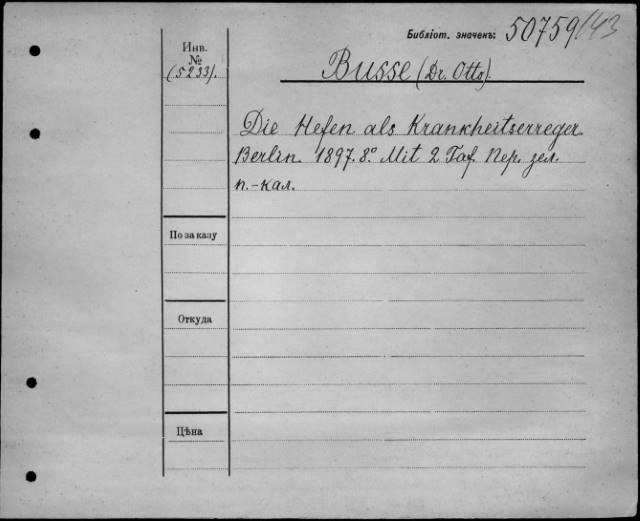 Библіот. значекъ: 50759/143
Инв.
№
(5233).
Busse (Dr. Otto).
Die Hefen als Krankheitserreger
Berlin. 1897. 8° Mit 2 Taf. Пер. зел.
п.-кал.
По заказу
Откуда
Цѣна